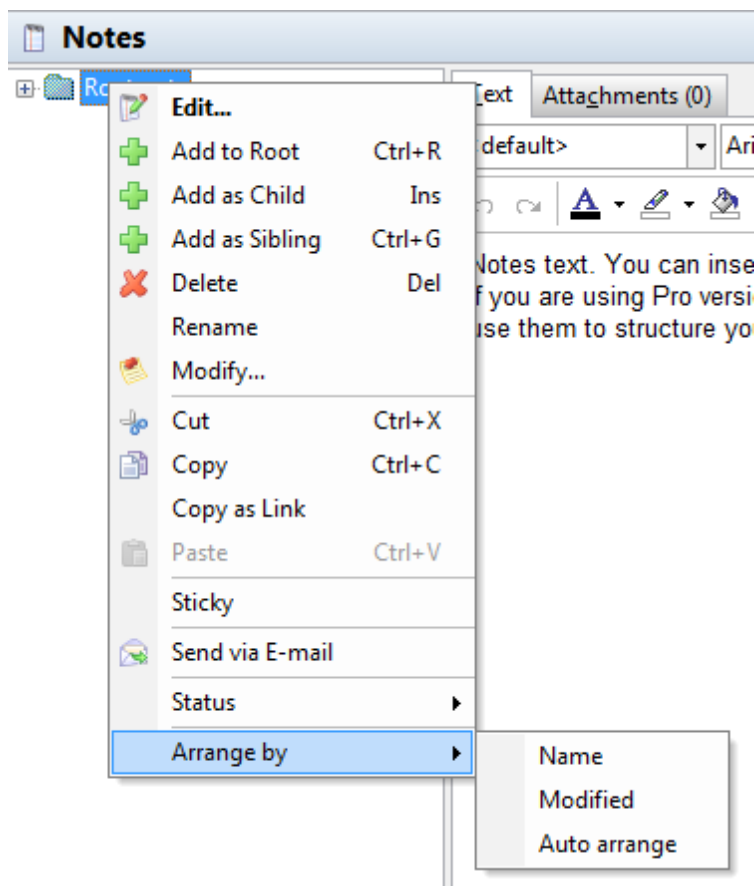 Notes
Text Attachments (0)
Edit...
Add to Root Ctrl+R
default>
Add as Child Ins
Add as Sibling Ctrl+G
Notes text. You can inse
Delete Del
f you are using Pro versi
Rename
use them to structure yo
Modify...
Cut Ctrl+X
Copy Ctrl+C
Copy as Link
Paste Ctrl+V
Sticky
Send via E-mail
Status
Arrange by
Name
Modified
Auto arrange